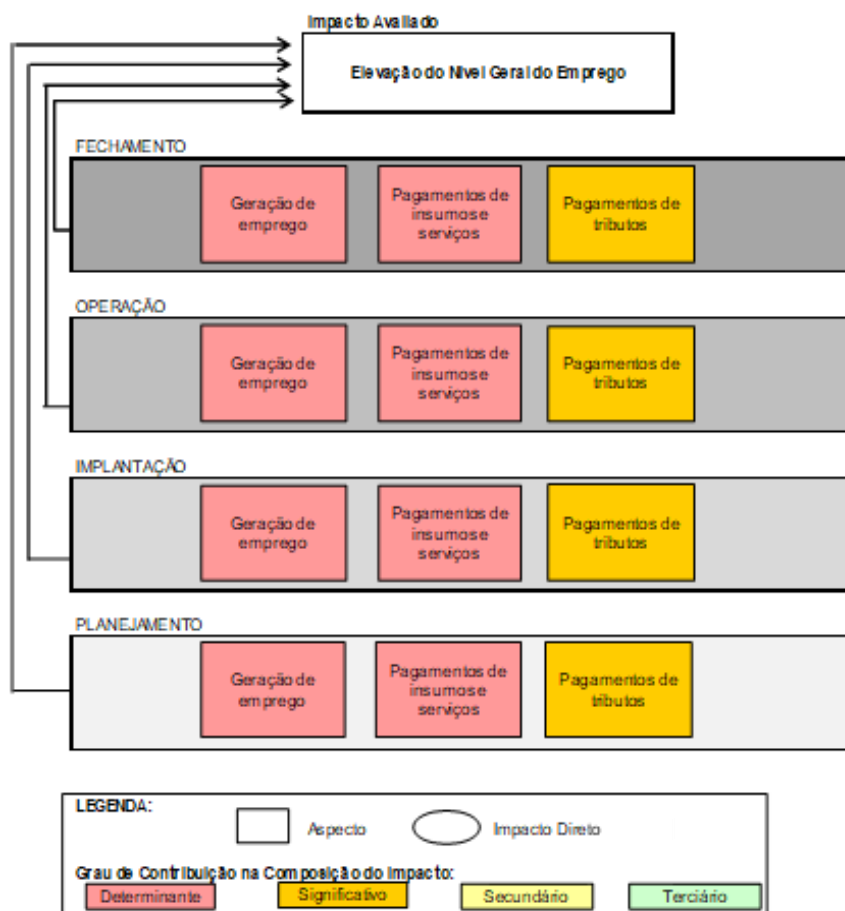 Impacto Avaliado
Elevação do Nível Geral do Emprego
FECHAMENTO
Geração de
emprego
Pagamentos de
insumos e
serviços
Pagamentos de
tributos
OPERAÇÃO
Geração de
emprego
Pagamentos de
insumos e
serviços
Pagamentos de
tributos
IMPLANTAÇÃO
Geração de
emprego
Pagamentos de
insumos e
serviços
Pagamentos de
tributos
PLANEJAMENTO
Geração de
emprego
Pagamentos de
insumos e
serviços
Pagamentos de
tributos
LEGENDA:
Aspecto
Impacto Direto
Grau de Contribuição na Composição do Impacto:
Determinante
Significativo
Secundário
Terciário